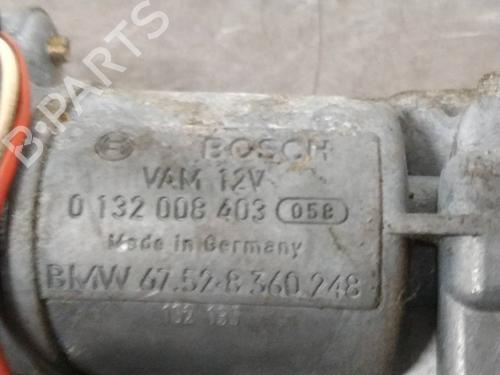 BOSCH
VAM 12V
0 132 008 403 058
Made in Germany
BMW 67.52-8 360 248
B-PARTS